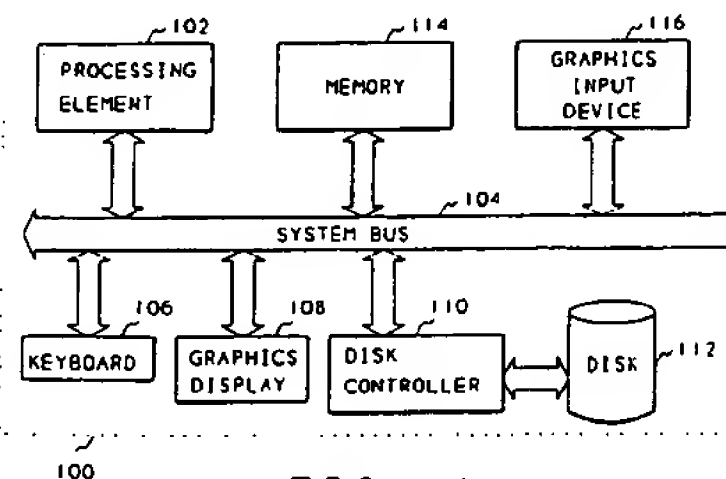 102
114
116
PROCESSING
ELEMENT
MEMORY
GRAPHICS
INPUT
DEVICE
104
SYSTEM BUS
106
108
110
KEYBOARD
GRAPHICS
DISPLAY
DISK
CONTROLLER
DISK
112
100